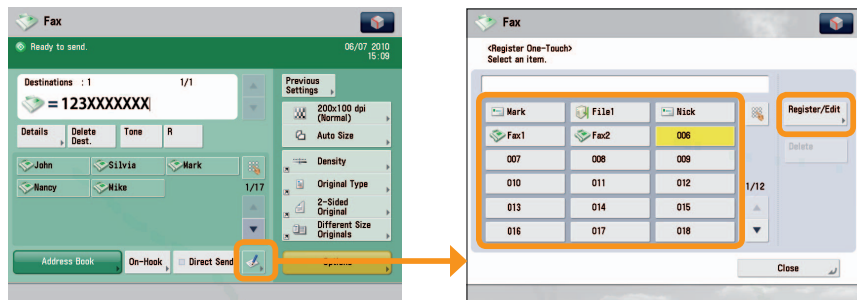 Fax
Ready to send.
06/07 2010
15:09
Destinations : 1
1/1
= 123XXXXXXX
Details
Delete
Dest.
Tone
R
John
Silvia
Mark
Nancy
Mike
1/17
Previous
Settings
200x100 dpi
(Normal)
Auto Size
Density
Original Type
2-Sided
Original
Different Size
Originals
Address Book
On-Hook
Direct Send
Options
Fax
<Register One-Touch>
Select an item.
Mark
File1
Nick
Fax1
Fax2
006
007
008
009
010
011
012
013
014
015
016
017
018
1/12
Register/Edit
Delete
Close